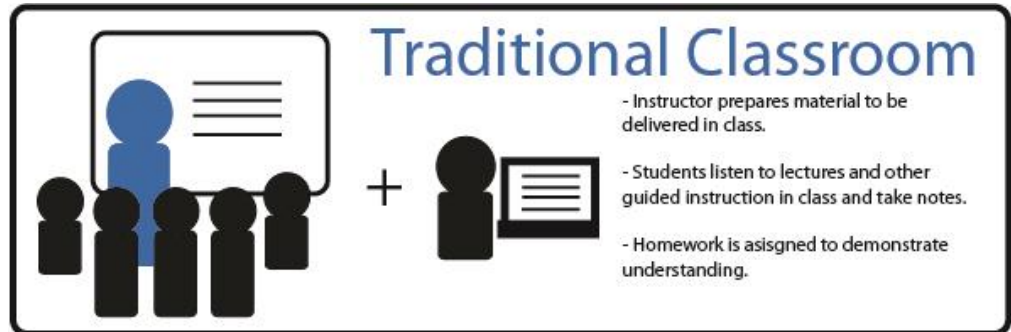 Traditional Classroom
- Instructor prepares material to be
delivered in class.
- Students listen to lectures and other
guided instruction in class and take notes.
- Homework is asisgned to demonstrate
understanding.